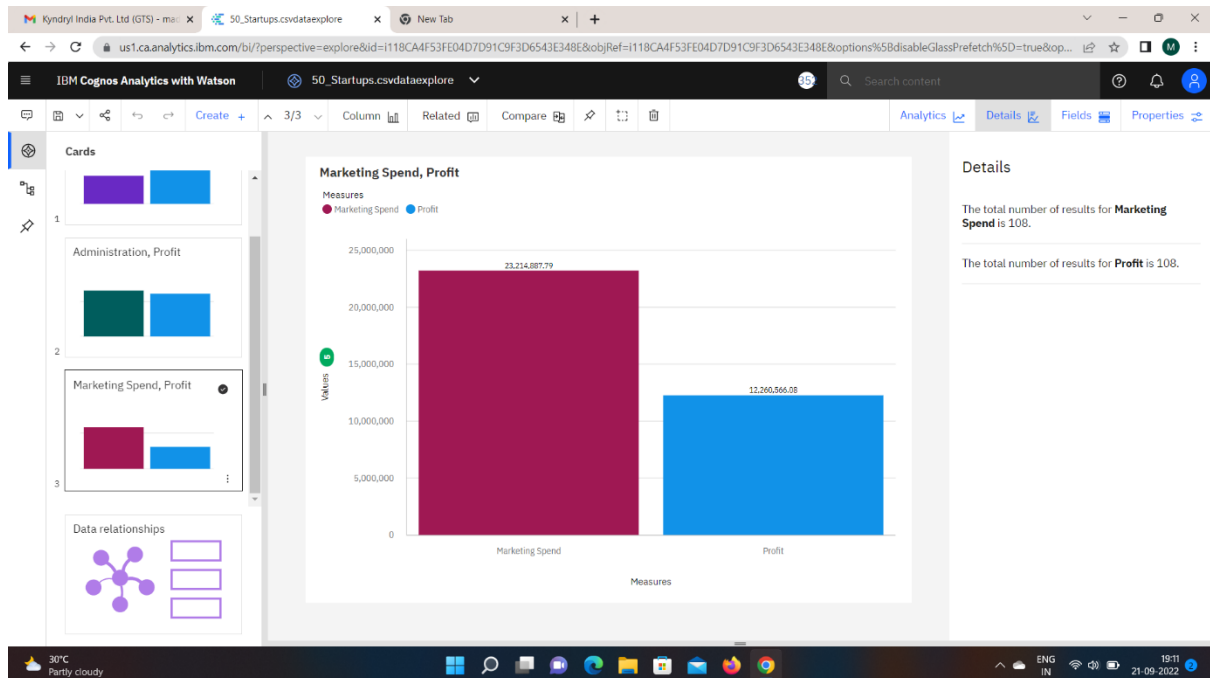 Kyndryl India Pvt. Ltd (GTS) - mad
50_Startups.csvdataexplore
New Tab
us1.ca.analytics.ibm.com/bi/?perspective=explore&id=i118CA4F53FE04D7D91C9F3D6543E348E&objRef=i118CA4F53FE04D7D91C9F3D6543E348E&options%5BdisableGlassPrefetch%5D=true&op...
M
IBM Cognos Analytics with Watson
50_Startups.csvdataexplore
Search content
Create +
3/3
Column
Related
Compare
Analytics
Details
Fields
Properties
Cards
1
Administration, Profit
2
Marketing Spend, Profit
3
Data relationships
Marketing Spend, Profit
Measures
Marketing Spend
Profit
25,000,000
20,000,000
15,000,000
10,000,000
5,000,000
0
Values
23,214,887.79
12,260,566.08
Marketing Spend
Profit
Measures
Details
The total number of results for Marketing
Spend is 108.
The total number of results for Profit is 108.
30°C
Partly cloudy
ENG
IN
19:11
21-09-2022
2